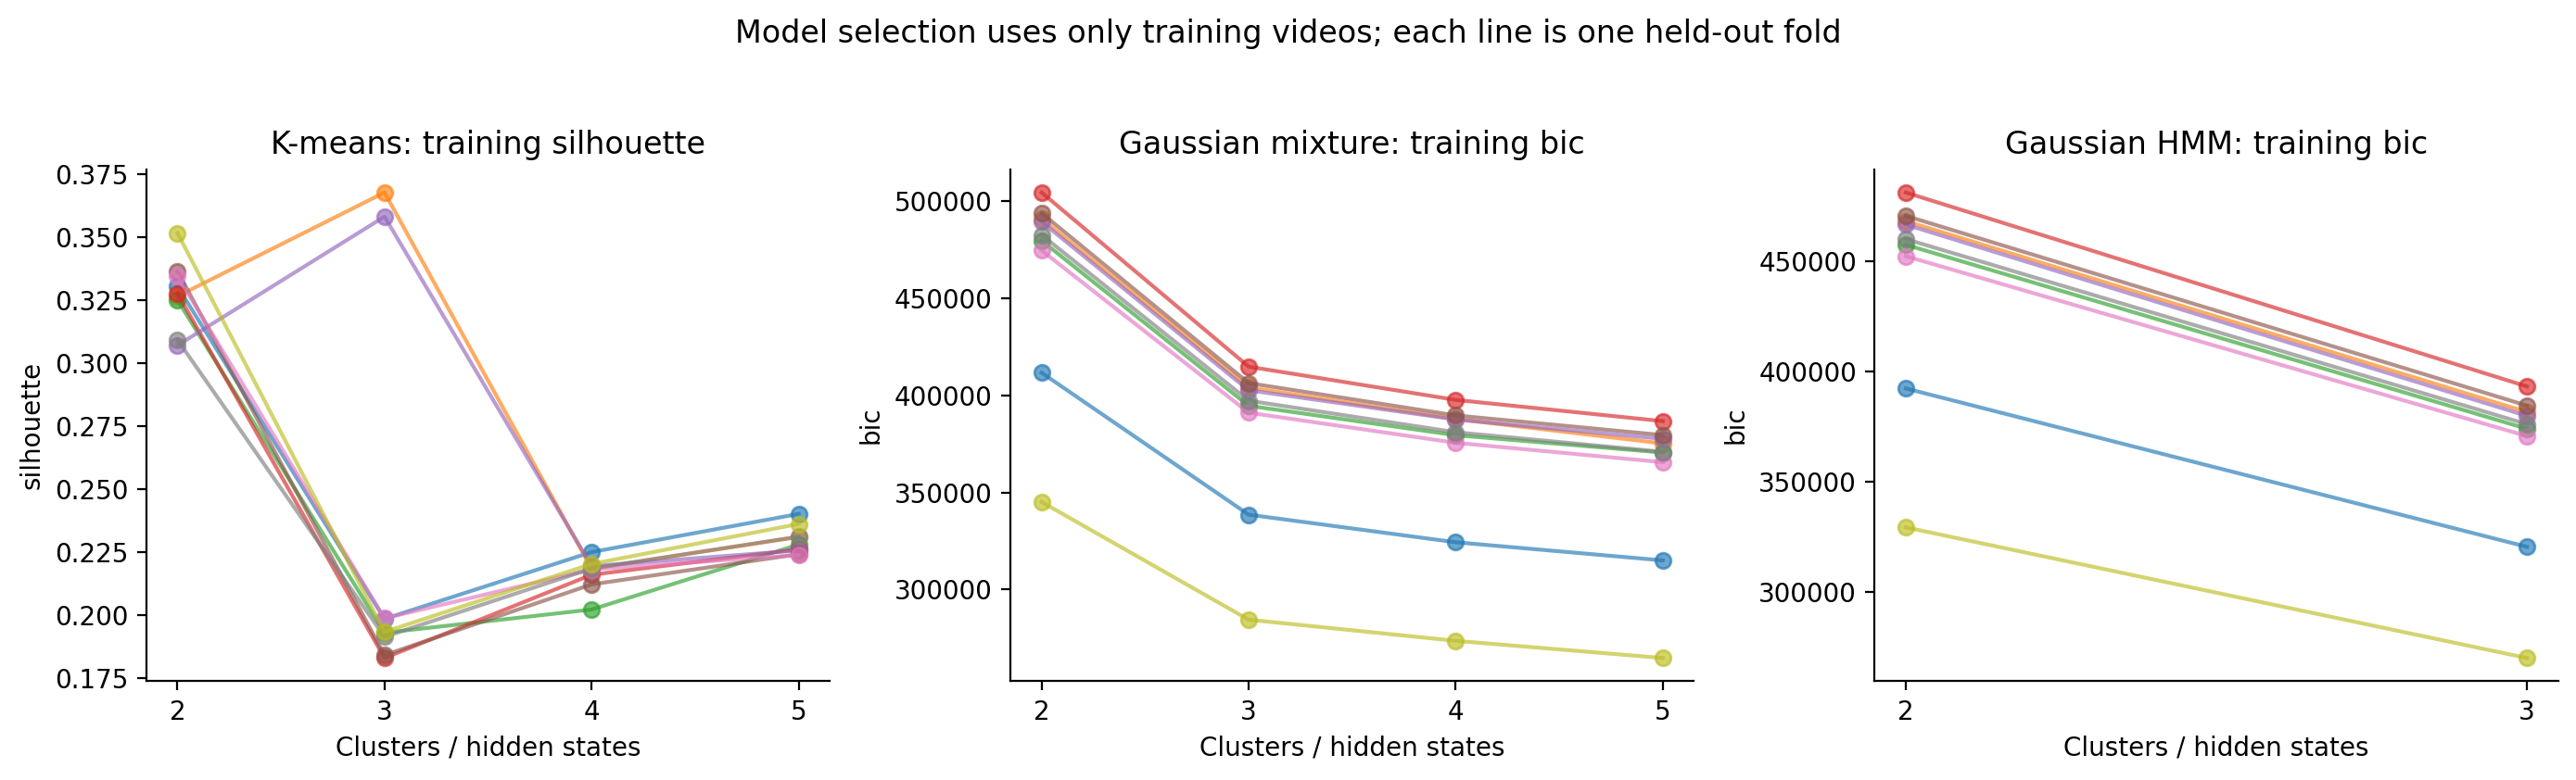 Model selection uses only training videos; each line is one held-out fold
K-means: training silhouette
0.375
0.350
0.325
0.300
0.275
0.250
0.225
0.200
0.175
silhouette
2 3 4 5
Clusters / hidden states
Gaussian mixture: training bic
500000
450000
400000
350000
300000
bic
2 3 4 5
Clusters / hidden states
Gaussian HMM: training bic
450000
400000
350000
300000
bic
2 3
Clusters / hidden states